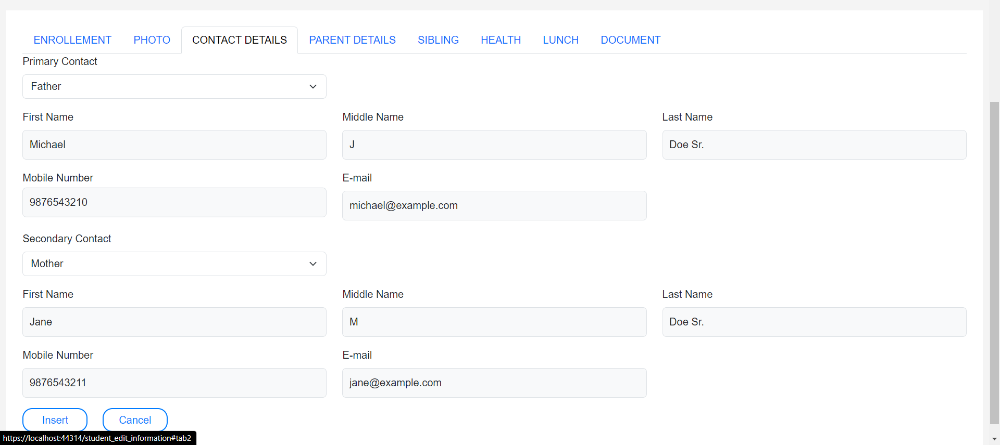 ENROLLEMENT PHOTO CONTACT DETAILS PARENT DETAILS SIBLING HEALTH LUNCH DOCUMENT
Primary Contact
Father
First Name Middle Name Last Name
Michael J Doe Sr.
Mobile Number E-mail
9876543210 michael@example.com
Secondary Contact
Mother
First Name Middle Name Last Name
Jane M Doe Sr.
Mobile Number E-mail
9876543211 jane@example.com
Insert Cancel
https://localhost:44314/student_edit_information#tab2